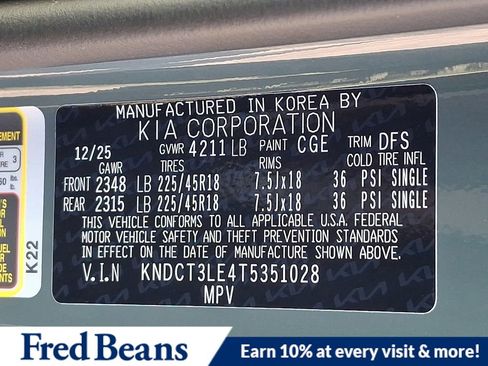 MANUFACTURED IN KOREA BY
KIA CORPORATION
12/25 GVWR 4211 LB PAINT CGE TRIM DFS
GAWR TIRES RIMS COLD TIRE INFL
FRONT 2348 LB 225/45R18 7.5Jx18 36 PSI SINGLE
REAR 2315 LB 225/45R18 7.5Jx18 36 PSI SINGLE
THIS VEHICLE CONFORMS TO ALL APPLICABLE U.S.A. FEDERAL
MOTOR VEHICLE SAFETY AND THEFT PREVENTION STANDARDS
IN EFFECT ON THE DATE OF MANUFACTURE SHOWN ABOVE.
V.I.N KNDCT3LE4T5351028
MPV
K22
Fred Beans
Earn 10% at every visit & more!